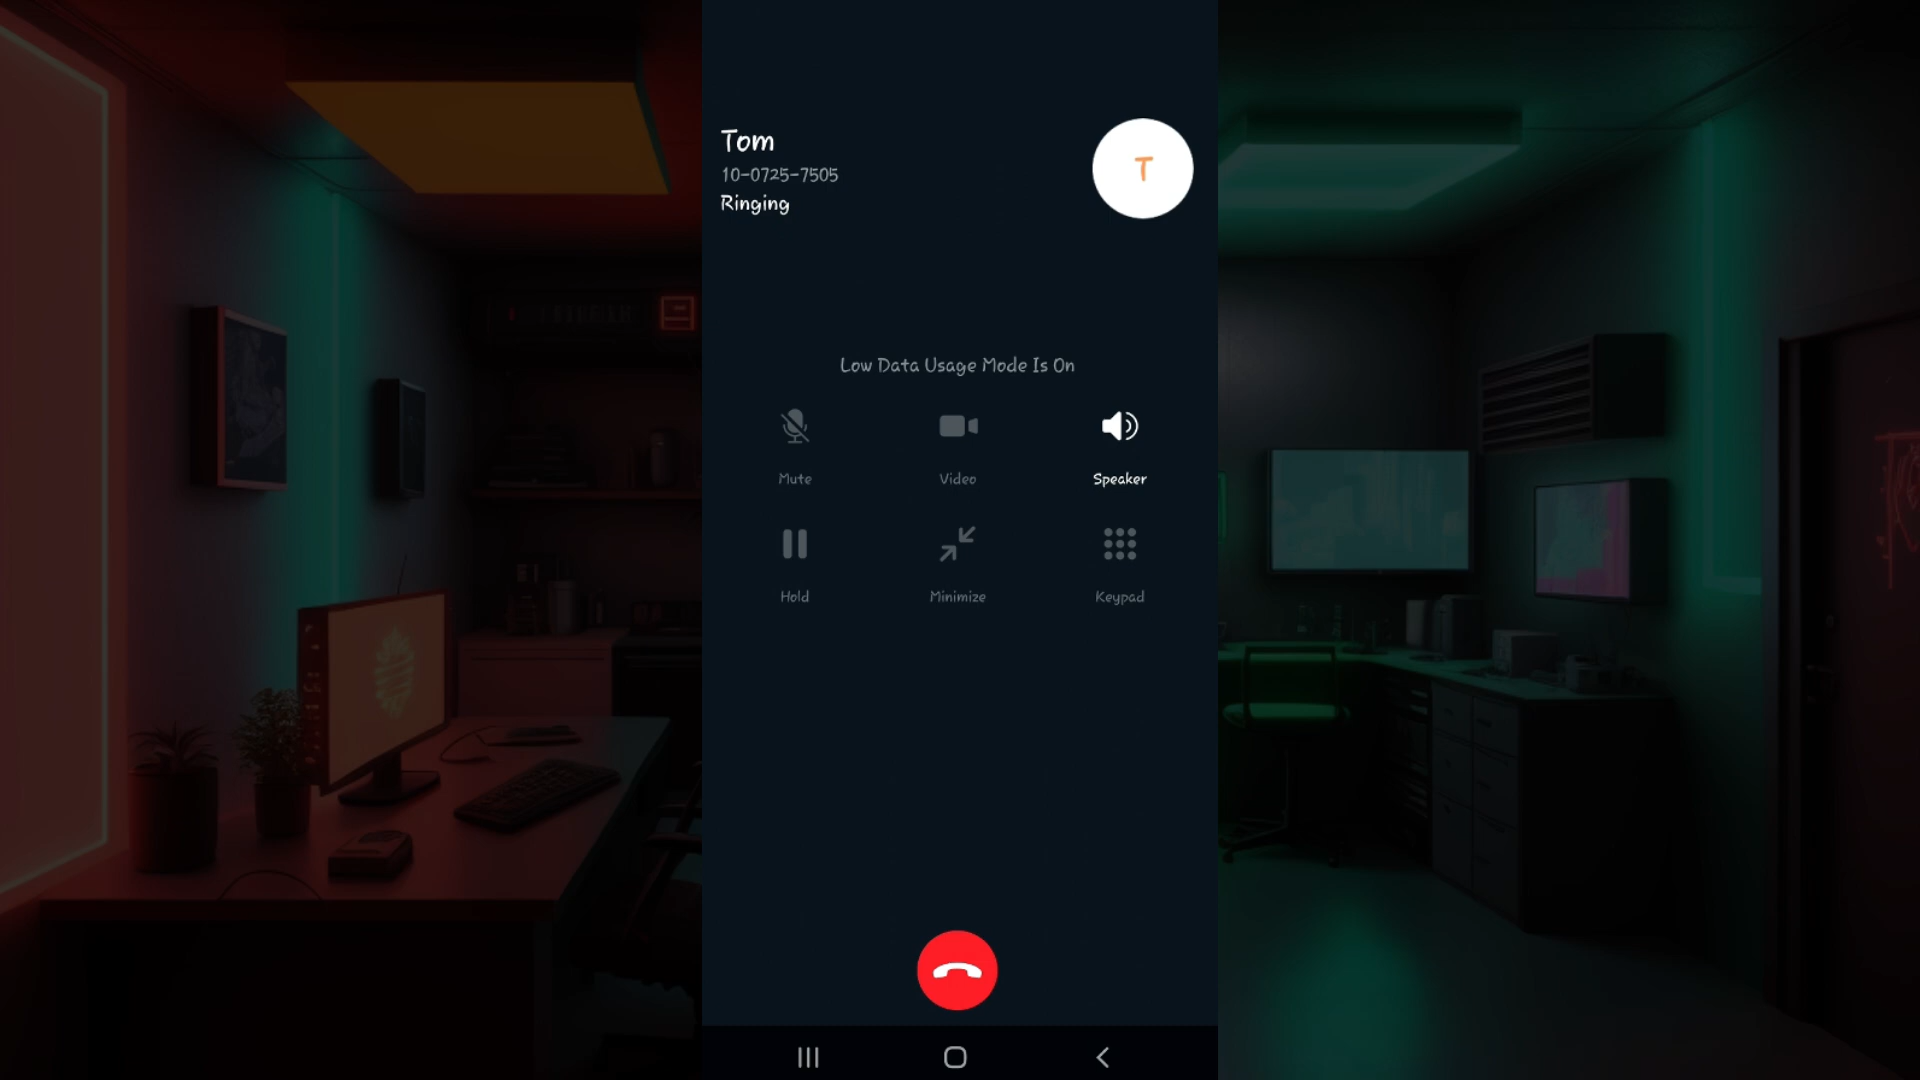 Tom
10-0725-7505
Ringing
T
Low Data Usage Mode Is On
Mute
Video
Speaker
Hold
Minimize
Keypad